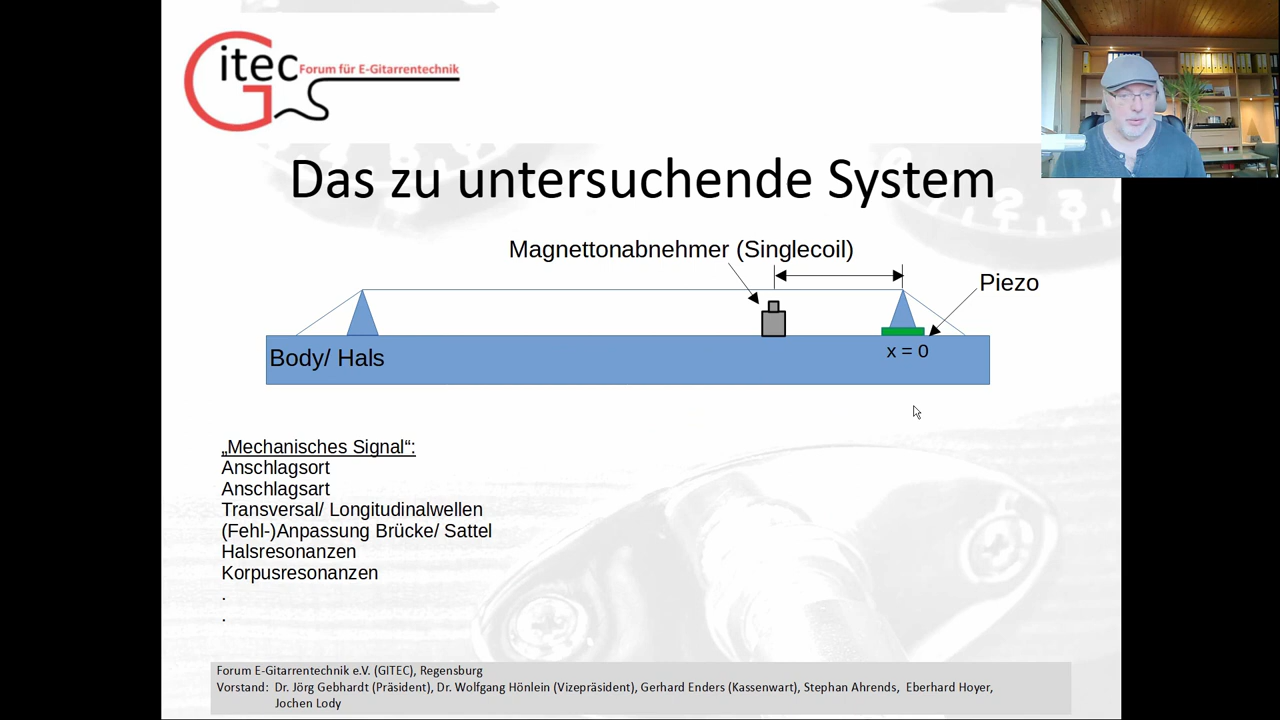 Gitec Forum für E-Gitarrentechnik
Das zu untersuchende System
Magnettonabnehmer (Singlecoil)
Piezo
Body/ Hals
x = 0
„Mechanisches Signal“:
Anschlagsort
Anschlagsart
Transversal/ Longitudinalwellen
(Fehl-)Anpassung Brücke/ Sattel
Halsresonanzen
Korpusresonanzen
.
.
Forum E-Gitarrentechnik e.V. (GITEC), Regensburg
Vorstand: Dr. Jörg Gebhardt (Präsident), Dr. Wolfgang Hönlein (Vizepräsident), Gerhard Enders (Kassenwart), Stephan Ahrends, Eberhard Hoyer,
Jochen Lody